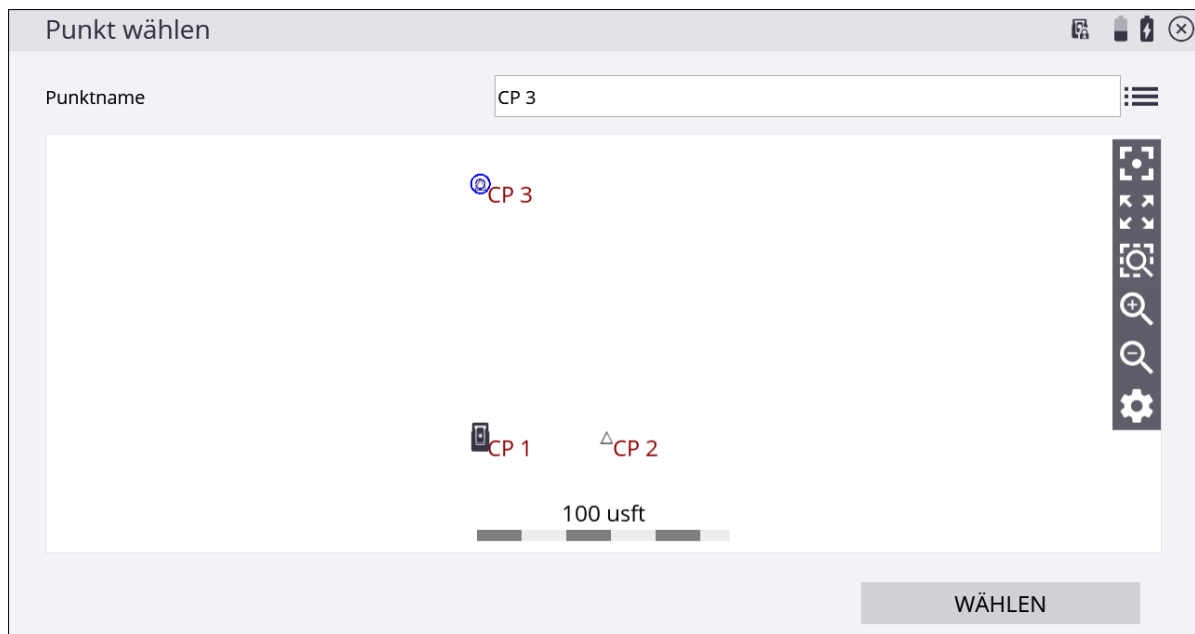 Punkt wählen
Punktname
CP 3
CP 3
CP 1
CP 2
100 usft
WÄHLEN